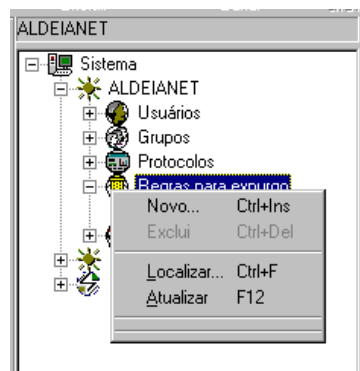 ALDEIANET
Sistema
ALDEIANET
Usuários
Grupos
Protocolos
Regras para expurgo
Novo... Ctrl+Ins
Exclui Ctrl+Del
Localizar... Ctrl+F
Atualizar F12